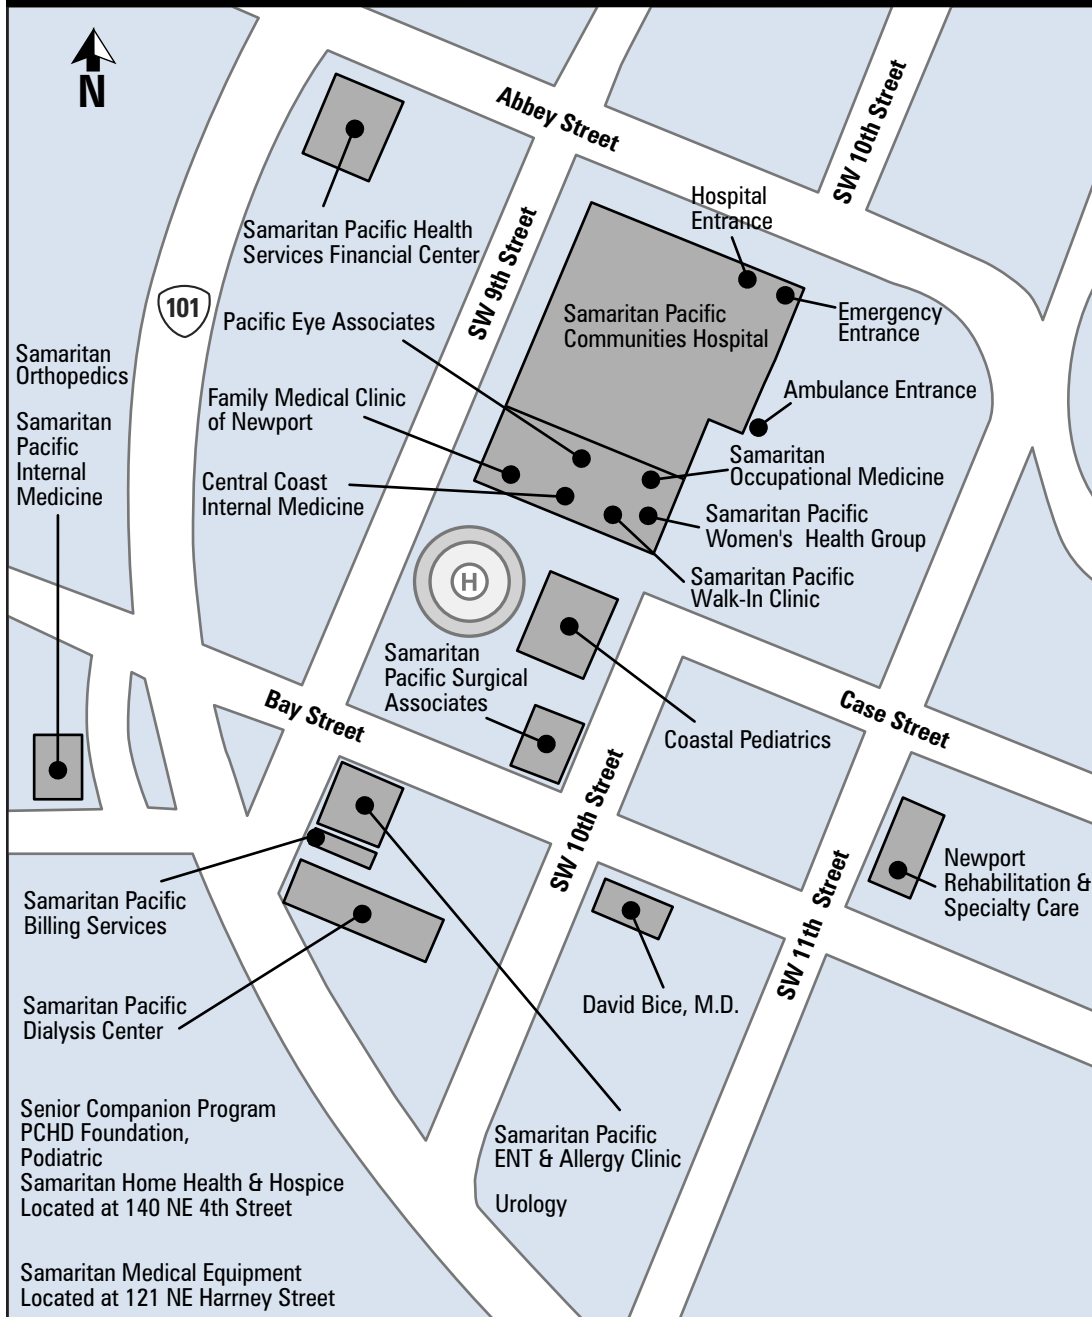 N
Abbey Street
SW 10th Street
SW 9th Street
Samaritan Pacific Health
Services Financial Center
Hospital
Entrance
101
Pacific Eye Associates
Samaritan Pacific
Communities Hospital
Emergency
Entrance
Samaritan
Orthopedics
Samaritan
Pacific
Internal
Medicine
Family Medical Clinic
of Newport
Ambulance Entrance
Central Coast
Internal Medicine
Samaritan
Occupational Medicine
Samaritan Pacific
Women's  Health Group
Samaritan Pacific
Walk-In Clinic
H
Samaritan
Pacific Surgical
Associates
Bay Street
Case Street
Coastal Pediatrics
SW 10th Street
SW 11th Street
Newport
Rehabilitation &
Specialty Care
Samaritan Pacific
Billing Services
Samaritan Pacific
Dialysis Center
David Bice, M.D.
Samaritan Pacific
ENT & Allergy Clinic
Urology
Senior Companion Program
PCHD Foundation,
Podiatric
Samaritan Home Health & Hospice
Located at 140 NE 4th Street
Samaritan Medical Equipment
Located at 121 NE Harrney Street